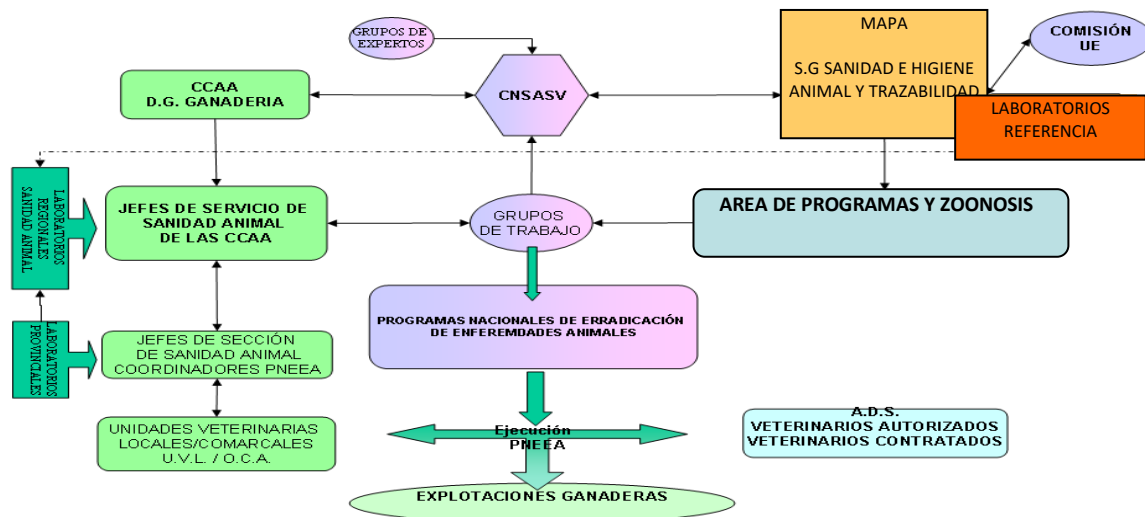 GRUPOS DE
EXPERTOS
MAPA
S.G SANIDAD E HIGIENE
ANIMAL Y TRAZABILIDAD
COMISIÓN
UE
CCAA
D.G. GANADERIA
CNSASV
LABORATORIOS
REFERENCIA
LABORATORIOS
REGIONALES
SANIDAD ANIMAL
JEFES DE SERVICIO DE
SANIDAD ANIMAL
DE LAS CCAA
GRUPOS
DE TRABAJO
AREA DE PROGRAMAS Y ZOONOSIS
PROGRAMAS NACIONALES DE ERRADICACIÓN
DE ENFEREMDADES ANIMALES
LABORATORIOS
PROVINCIALES
JEFES DE SECCIÓN
DE SANIDAD ANIMAL
COORDINADORES PNEEA
UNIDADES VETERINARIAS
LOCALES/COMARCALES
U.V.L. / O.C.A.
Ejecución
PNEEA
A.D.S.
VETERINARIOS AUTORIZADOS
VETERINARIOS CONTRATADOS
EXPLOTACIONES GANADERAS